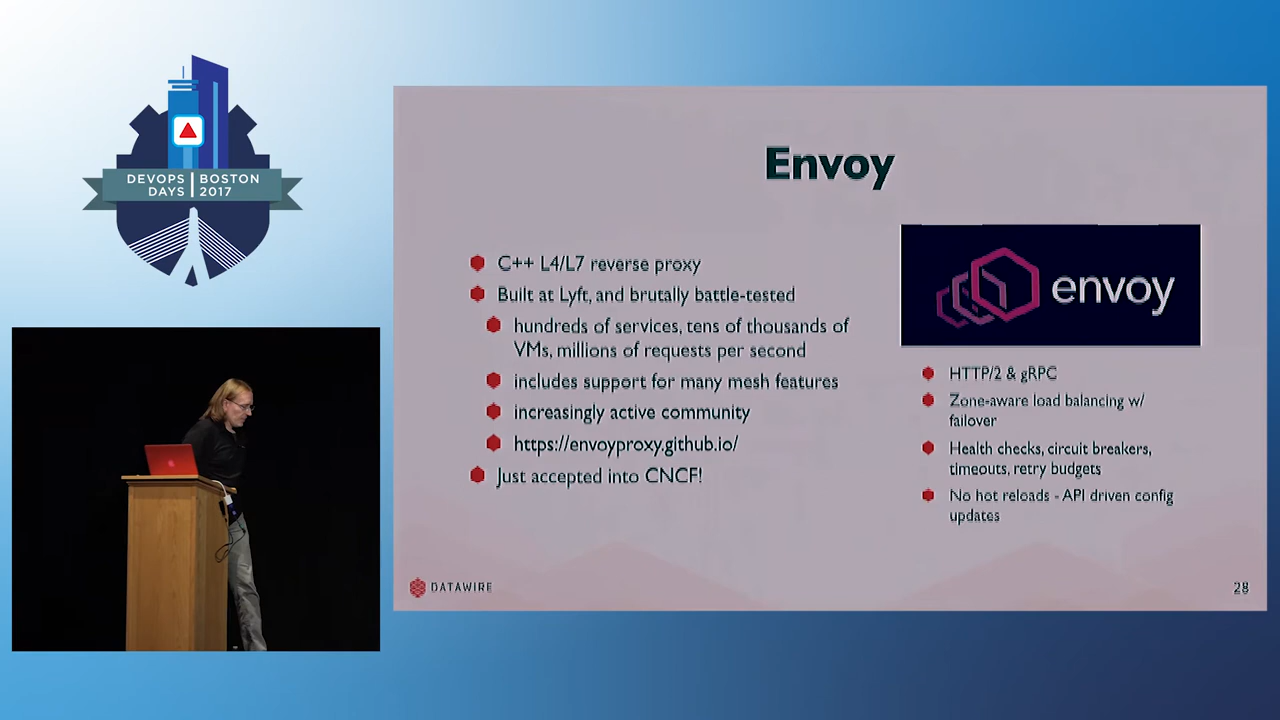 DEVOPS BOSTON
DAYS 2017
Envoy
C++ L4/L7 reverse proxy
Built at Lyft, and brutally battle-tested
hundreds of services, tens of thousands of
VMs, millions of requests per second
includes support for many mesh features
increasingly active community
https://envoyproxy.github.io/
Just accepted into CNCF!
envoy
HTTP/2 & gRPC
Zone-aware load balancing w/
failover
Health checks, circuit breakers,
timeouts, retry budgets
No hot reloads - API driven config
updates
DATAWIRE
28